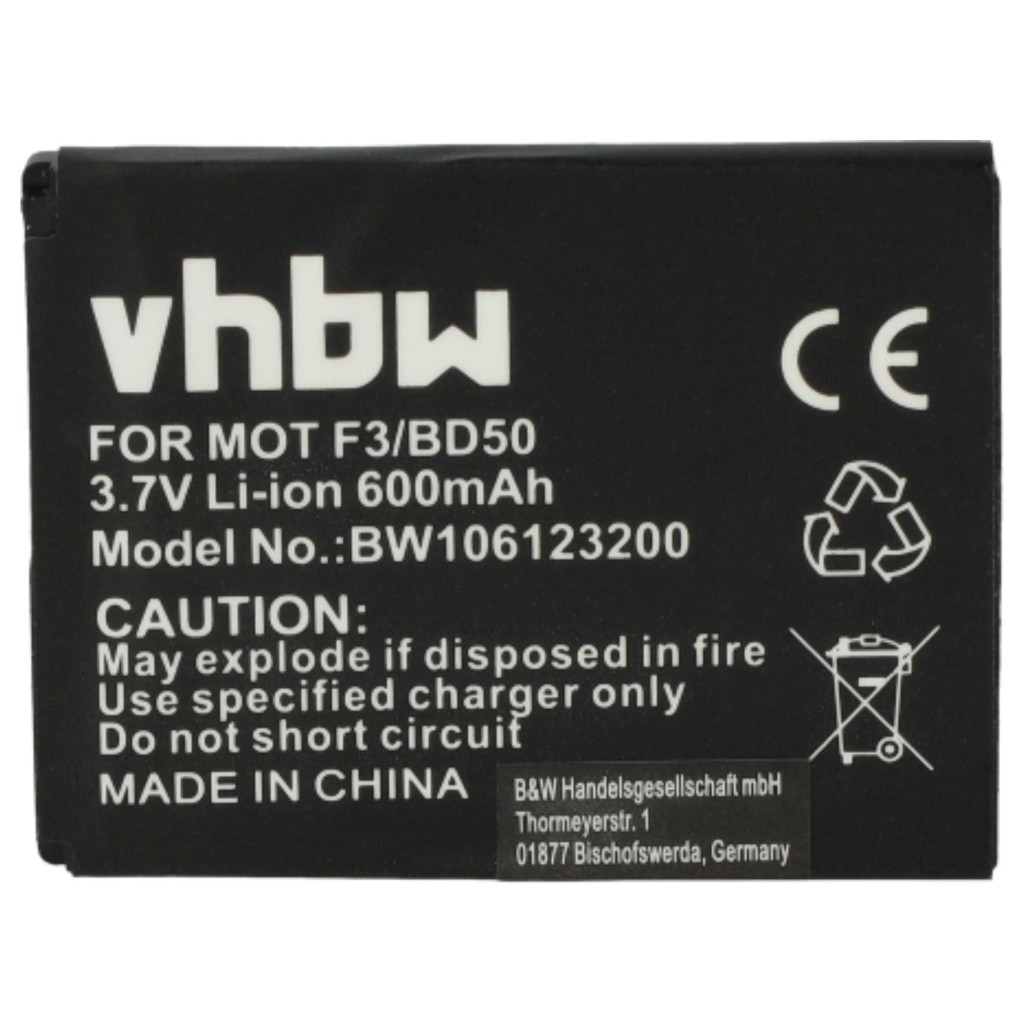 vhbw
CE
FOR MOT F3/BD50
3.7V Li-ion 600mAh
Model No.:BW106123200
CAUTION:
May explode if disposed in fire
Use specified charger only
Do not short circuit
MADE IN CHINA
B&W Handelsgesellschaft mbH
Thormeyerstr. 1
01877 Bischofswerda, Germany